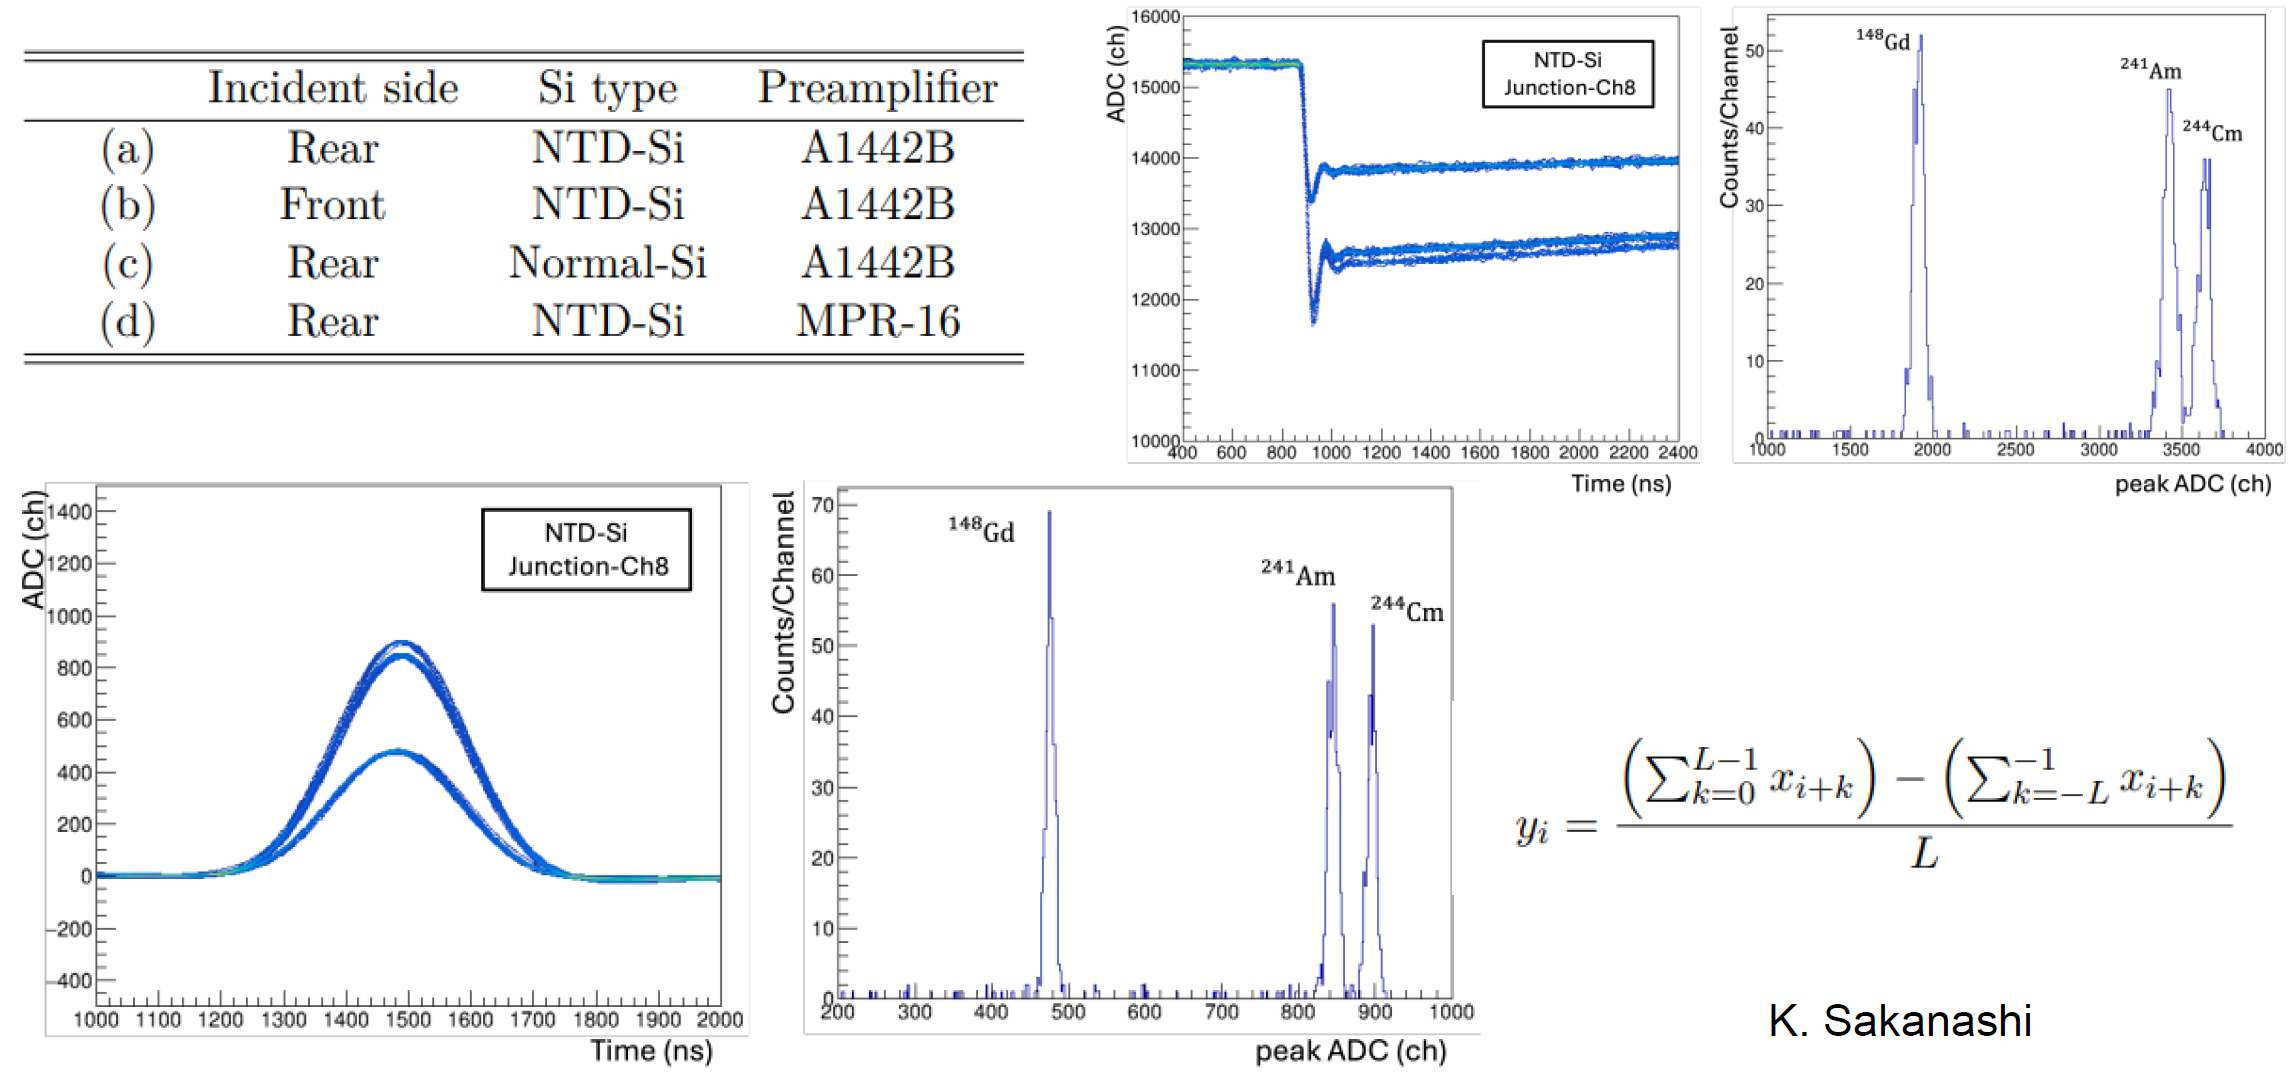 Incident side Si type Preamplifier
(a) Rear NTD-Si A1442B
(b) Front NTD-Si A1442B
(c) Rear Normal-Si A1442B
(d) Rear NTD-Si MPR-16
ADC (ch)
16000
15000
14000
13000
12000
11000
10000
NTD-Si
Junction-Ch8
400 600 800 1000 1200 1400 1600 1800 2000 2200 2400
Time (ns)
Counts/Channel
50
40
30
20
10
0
¹⁴⁸Gd
²⁴¹Am
²⁴⁴Cm
1000 1500 2000 2500 3000 3500 4000
peak ADC (ch)
ADC (ch)
1400
1200
1000
800
600
400
200
0
−200
−400
NTD-Si
Junction-Ch8
1000 1100 1200 1300 1400 1500 1600 1700 1800 1900 2000
Time (ns)
Counts/Channel
70
60
50
40
30
20
10
0
¹⁴⁸Gd
²⁴¹Am
²⁴⁴Cm
200 300 400 500 600 700 800 900 1000
peak ADC (ch)
y_i = ((∑_{k=0}^{L−1} x_{i+k}) − (∑_{k=−L}^{−1} x_{i+k})) / L
K. Sakanashi